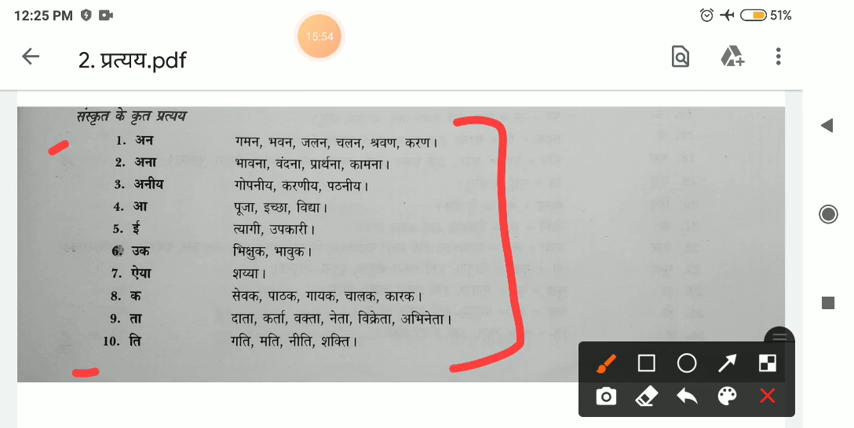 12:25 PM
51%
15:54
2. प्रत्यय.pdf
संस्कृत के कृत प्रत्यय
1. अन गमन, भवन, जलन, चलन, श्रवण, करण।
2. अना भावना, वंदना, प्रार्थना, कामना।
3. अनीय गोपनीय, करणीय, पठनीय।
4. आ पूजा, इच्छा, विद्या।
5. ई त्यागी, उपकारी।
6. उक भिक्षुक, भावुक।
7. ऐया शय्या।
8. क सेवक, पाठक, गायक, चालक, कारक।
9. ता दाता, कर्ता, वक्ता, नेता, विक्रेता, अभिनेता।
10. ति गति, मति, नीति, शक्ति।